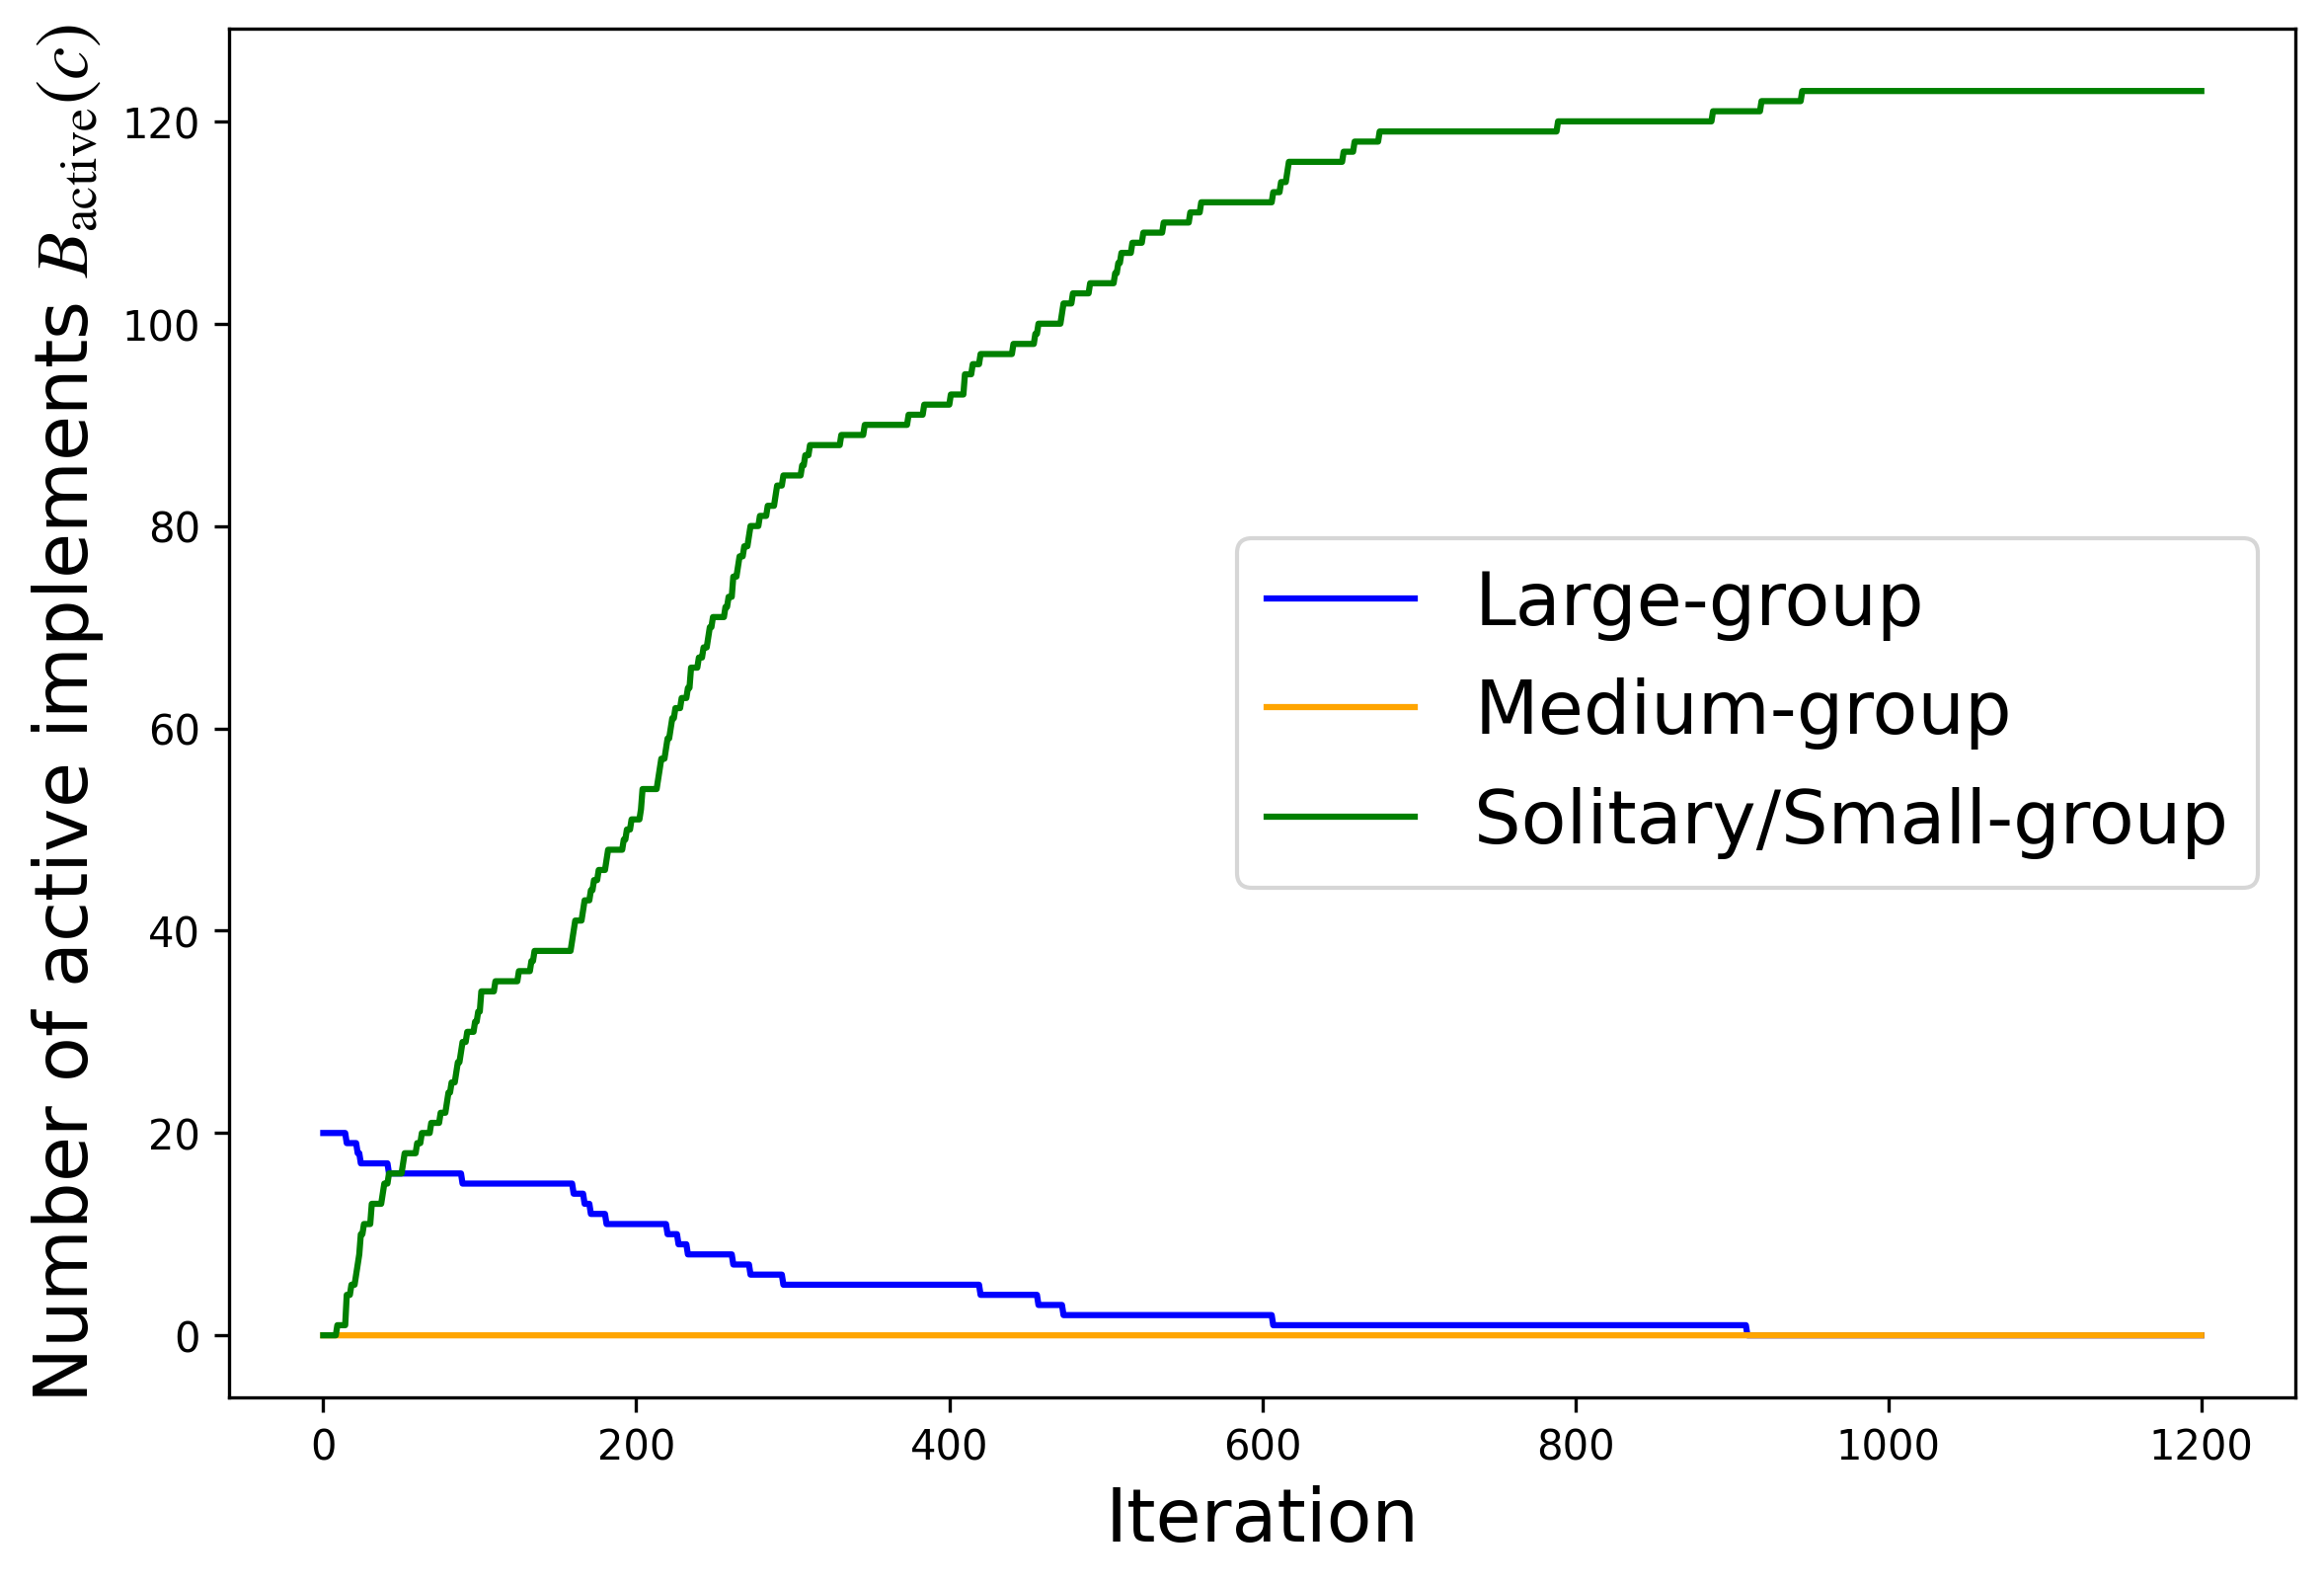 Number of active implements B_active(c)
120
100
80
60
40
20
0
Large-group
Medium-group
Solitary/Small-group
0 200 400 600 800 1000 1200
Iteration